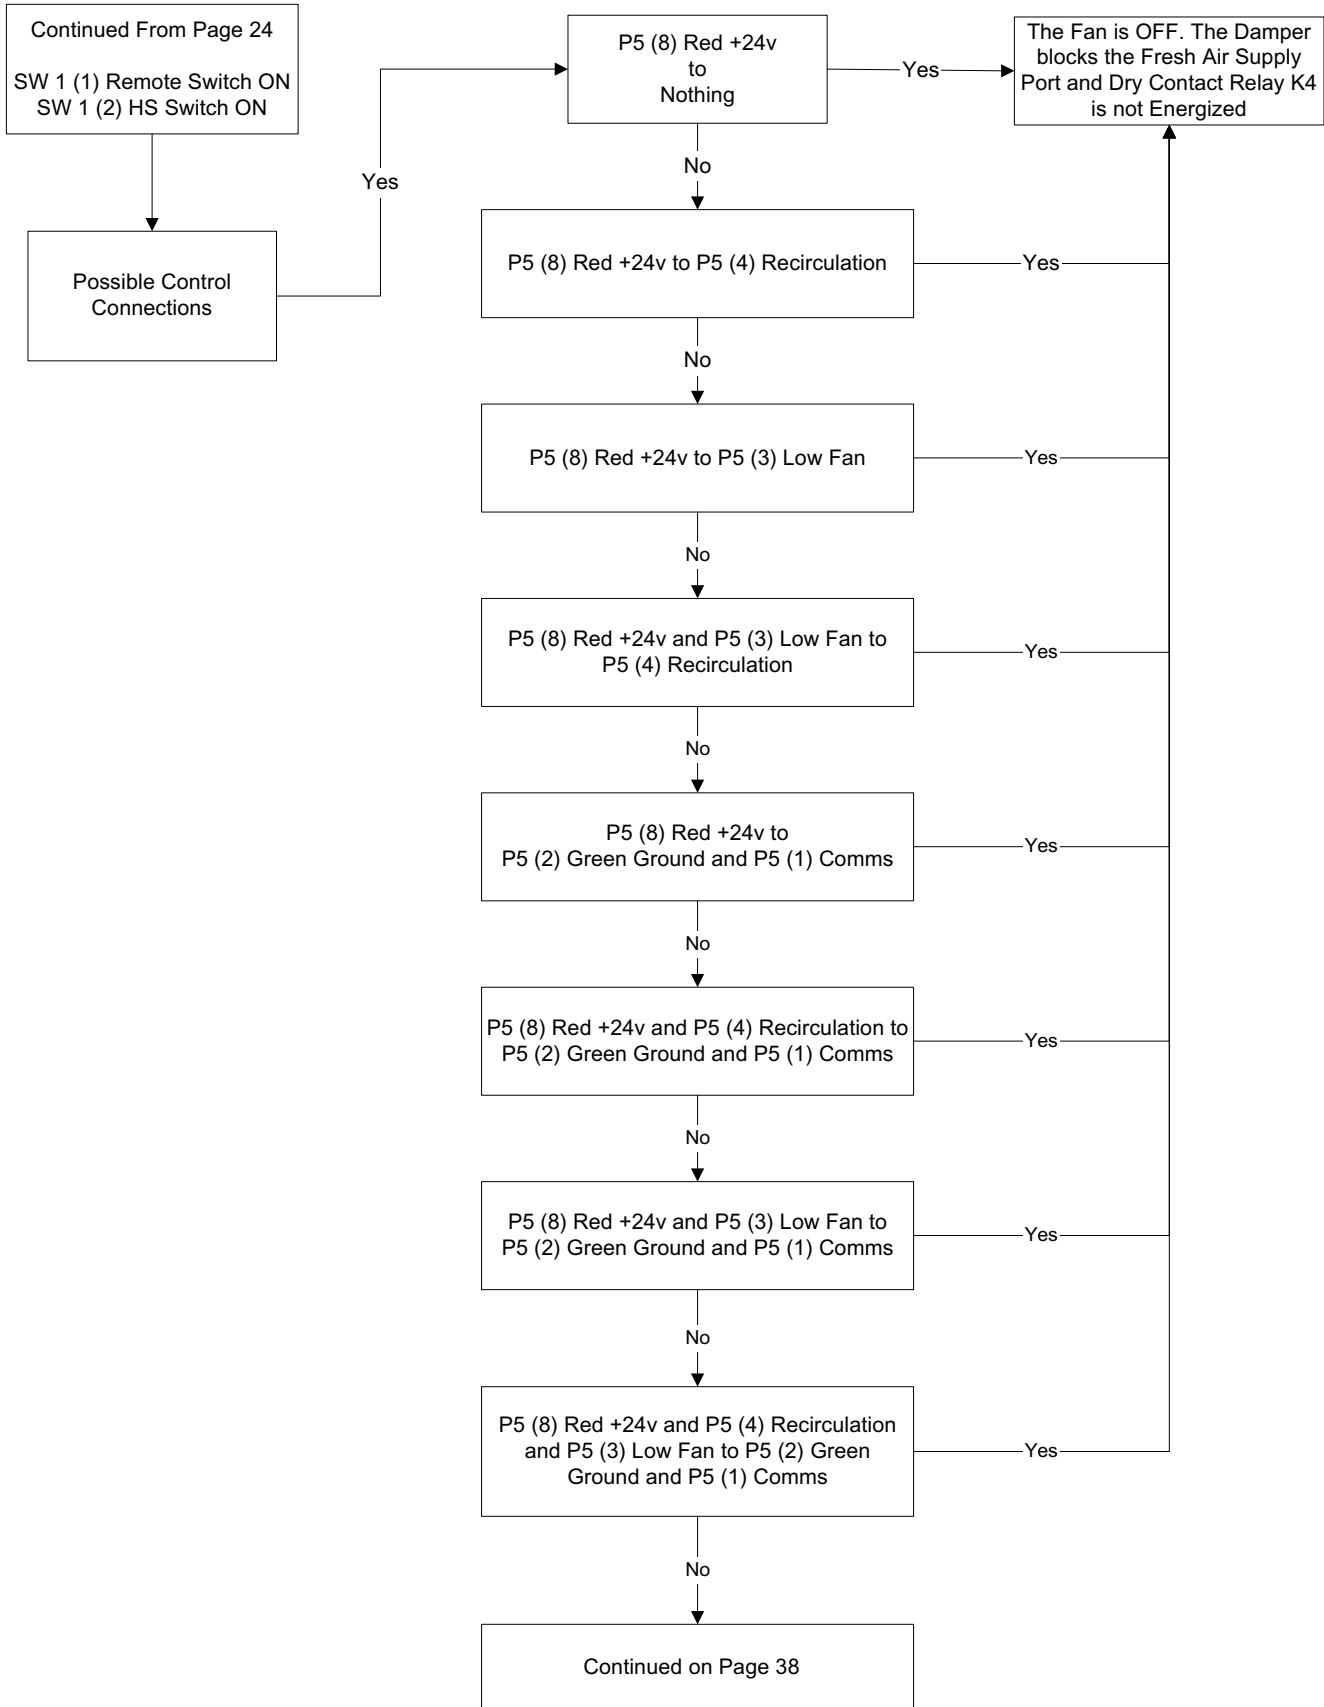 Continued From Page 24
SW 1 (1) Remote Switch ON
SW 1 (2) HS Switch ON
Possible Control
Connections
Yes
P5 (8) Red +24v
to
Nothing
Yes
The Fan is OFF. The Damper
blocks the Fresh Air Supply
Port and Dry Contact Relay K4
is not Energized
No
P5 (8) Red +24v to P5 (4) Recirculation
Yes
No
P5 (8) Red +24v to P5 (3) Low Fan
Yes
No
P5 (8) Red +24v and P5 (3) Low Fan to
P5 (4) Recirculation
Yes
No
P5 (8) Red +24v to
P5 (2) Green Ground and P5 (1) Comms
Yes
No
P5 (8) Red +24v and P5 (4) Recirculation to
P5 (2) Green Ground and P5 (1) Comms
Yes
No
P5 (8) Red +24v and P5 (3) Low Fan to
P5 (2) Green Ground and P5 (1) Comms
Yes
No
P5 (8) Red +24v and P5 (4) Recirculation
and P5 (3) Low Fan to P5 (2) Green
Ground and P5 (1) Comms
Yes
No
Continued on Page 38